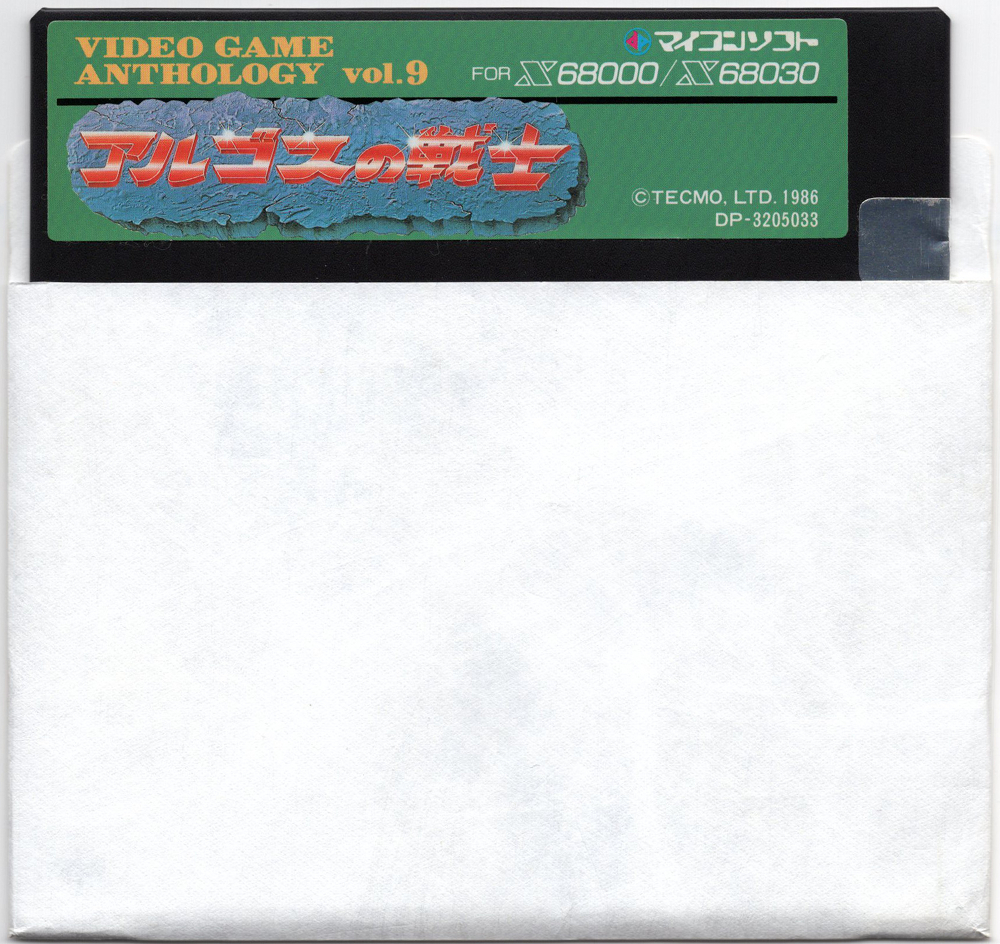 VIDEO GAME
ANTHOLOGY vol.9
マイコンソフト
FOR X68000/X68030
アルゴスの戦士
©TECMO, LTD. 1986
DP-3205033